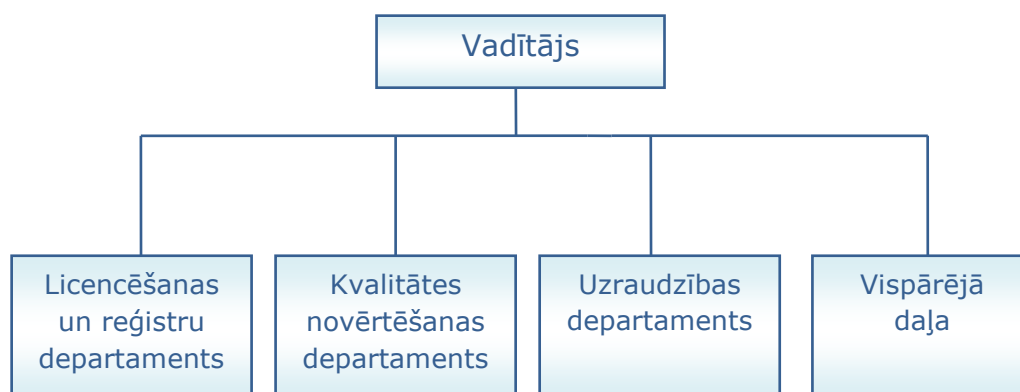 Vadītājs
Licencēšanas
un reģistru
departaments
Kvalitātes
novērtēšanas
departaments
Uzraudzības
departaments
Vispārējā
daļa